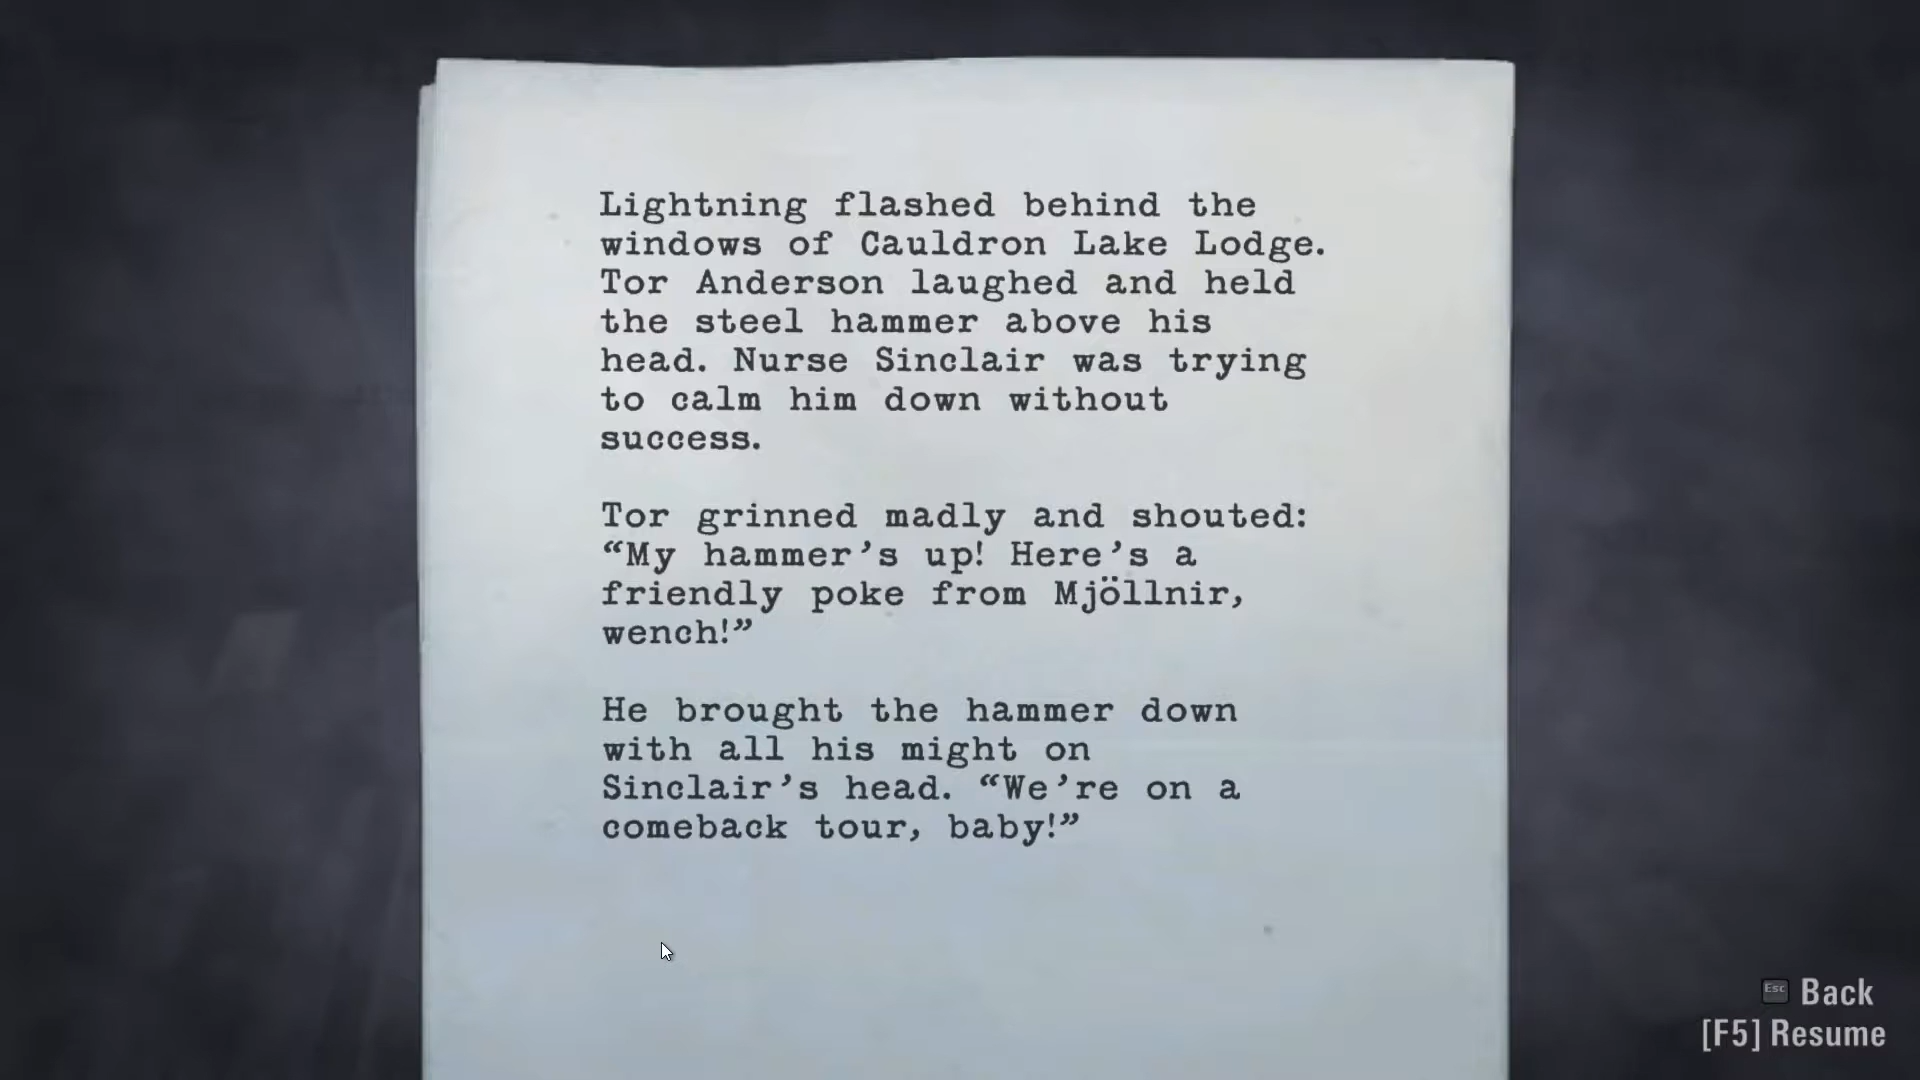 Lightning flashed behind the
windows of Cauldron Lake Lodge.
Tor Anderson laughed and held
the steel hammer above his
head. Nurse Sinclair was trying
to calm him down without
success.
Tor grinned madly and shouted:
“My hammer’s up! Here’s a
friendly poke from Mjöllnir,
wench!”
He brought the hammer down
with all his might on
Sinclair’s head. “We’re on a
comeback tour, baby!”
Esc Back
[F5] Resume